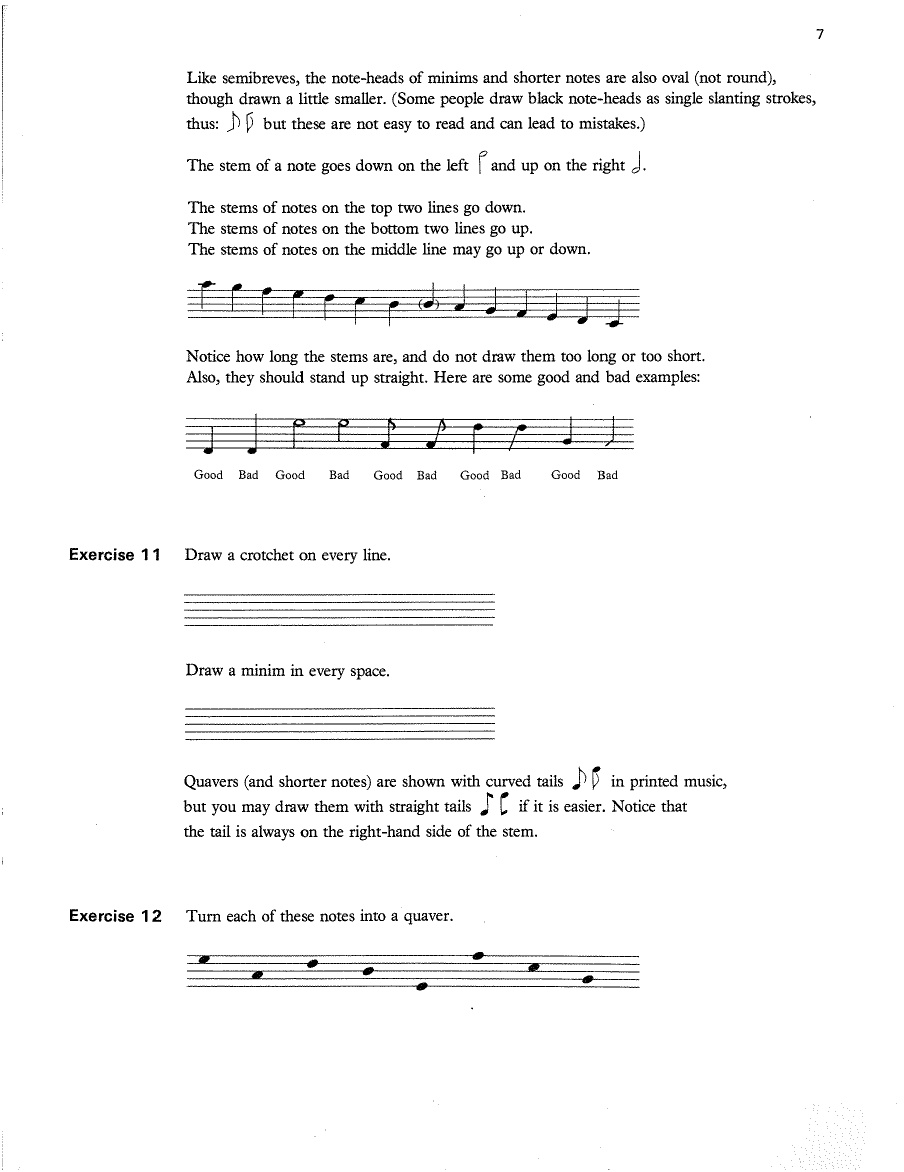 7
Like semibreves, the note-heads of minims and shorter notes are also oval (not round),
though drawn a little smaller. (Some people draw black note-heads as single slanting strokes,
thus: but these are not easy to read and can lead to mistakes.)
The stem of a note goes down on the left and up on the right .
The stems of notes on the top two lines go down.
The stems of notes on the bottom two lines go up.
The stems of notes on the middle line may go up or down.
Notice how long the stems are, and do not draw them too long or too short.
Also, they should stand up straight. Here are some good and bad examples:
Good Bad Good Bad Good Bad Good Bad Good Bad
Exercise 11 Draw a crotchet on every line.
Draw a minim in every space.
Quavers (and shorter notes) are shown with curved tails in printed music,
but you may draw them with straight tails if it is easier. Notice that
the tail is always on the right-hand side of the stem.
Exercise 12 Turn each of these notes into a quaver.